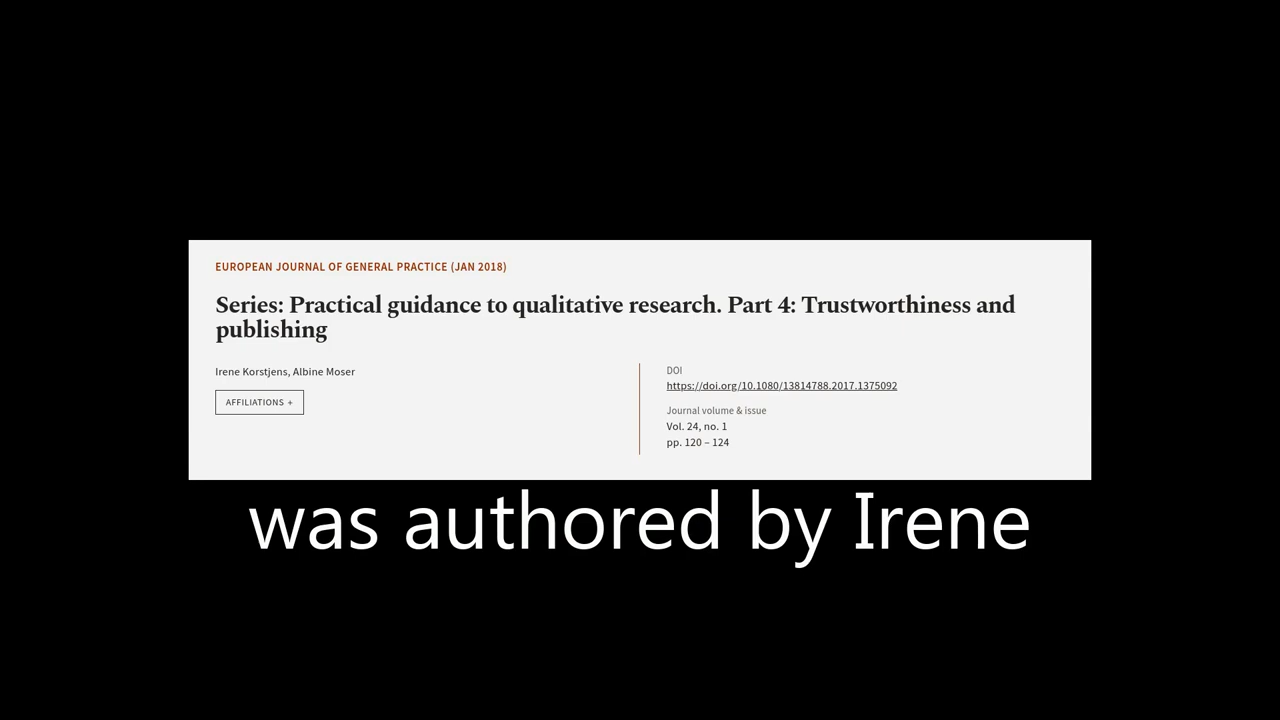 EUROPEAN JOURNAL OF GENERAL PRACTICE (JAN 2018)
Series: Practical guidance to qualitative research. Part 4: Trustworthiness and
publishing
Irene Korstjens, Albine Moser
AFFILIATIONS +
DOI
https://doi.org/10.1080/13814788.2017.1375092
Journal volume & issue
Vol. 24, no. 1
pp. 120 – 124
was authored by Irene